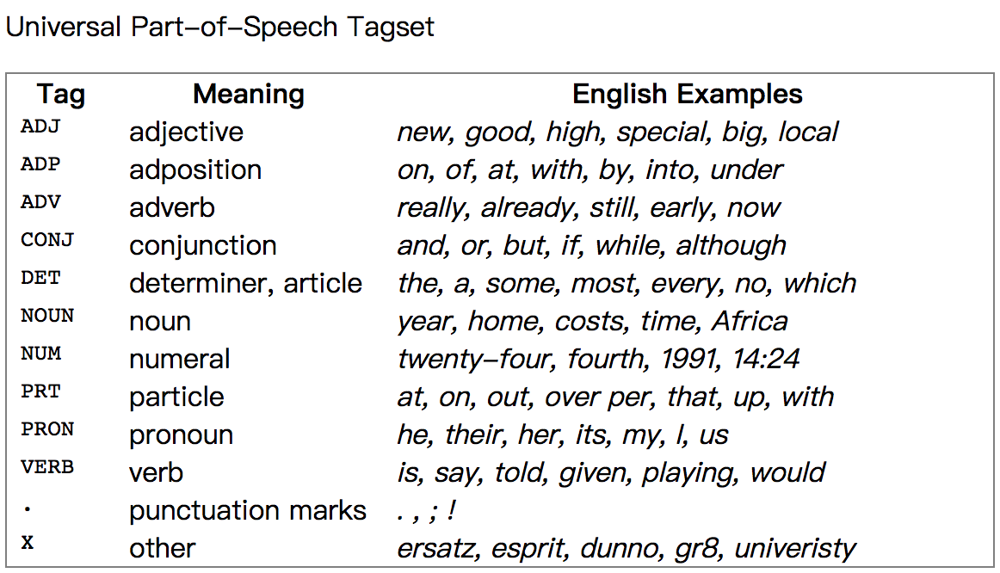 Universal Part-of-Speech Tagset
Tag Meaning English Examples
ADJ adjective new, good, high, special, big, local
ADP adposition on, of, at, with, by, into, under
ADV adverb really, already, still, early, now
CONJ conjunction and, or, but, if, while, although
DET determiner, article the, a, some, most, every, no, which
NOUN noun year, home, costs, time, Africa
NUM numeral twenty-four, fourth, 1991, 14:24
PRT particle at, on, out, over per, that, up, with
PRON pronoun he, their, her, its, my, I, us
VERB verb is, say, told, given, playing, would
. punctuation marks . , ; !
X other ersatz, esprit, dunno, gr8, univeristy